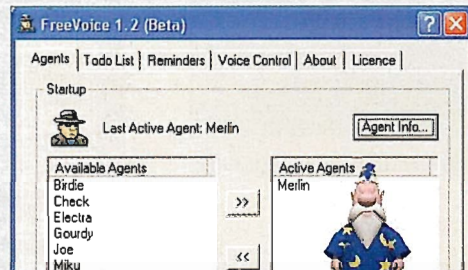 FreeVoice 1.2 (Beta)
Agents Todo List Reminders Voice Control About Licence
Startup
Last Active Agent: Merlin Agent Info...
Available Agents Active Agents
Birdie Merlin
Check >>
Electra
Gourdy
Joe <<
Miku